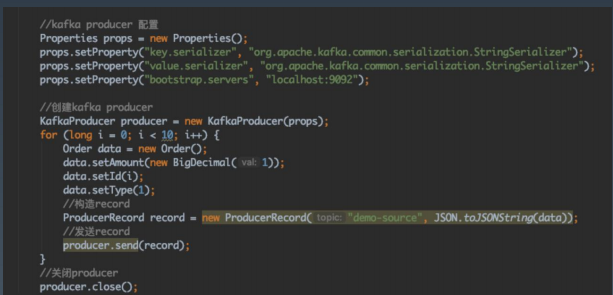 //kafka producer 配置
Properties props = new Properties();
props.setProperty("key.serializer", "org.apache.kafka.common.serialization.StringSerializer");
props.setProperty("value.serializer", "org.apache.kafka.common.serialization.StringSerializer");
props.setProperty("bootstrap.servers", "localhost:9092");
//创建kafka producer
KafkaProducer producer = new KafkaProducer(props);
for (long i = 0; i < 10; i++) {
Order data = new Order();
data.setAmount(new BigDecimal( val: 1));
data.setId(i);
data.setType(1);
//构造record
ProducerRecord record = new ProducerRecord( topic: "demo-source", JSON.toJSONString(data));
//发送record
producer.send(record);
}
//关闭producer
producer.close();